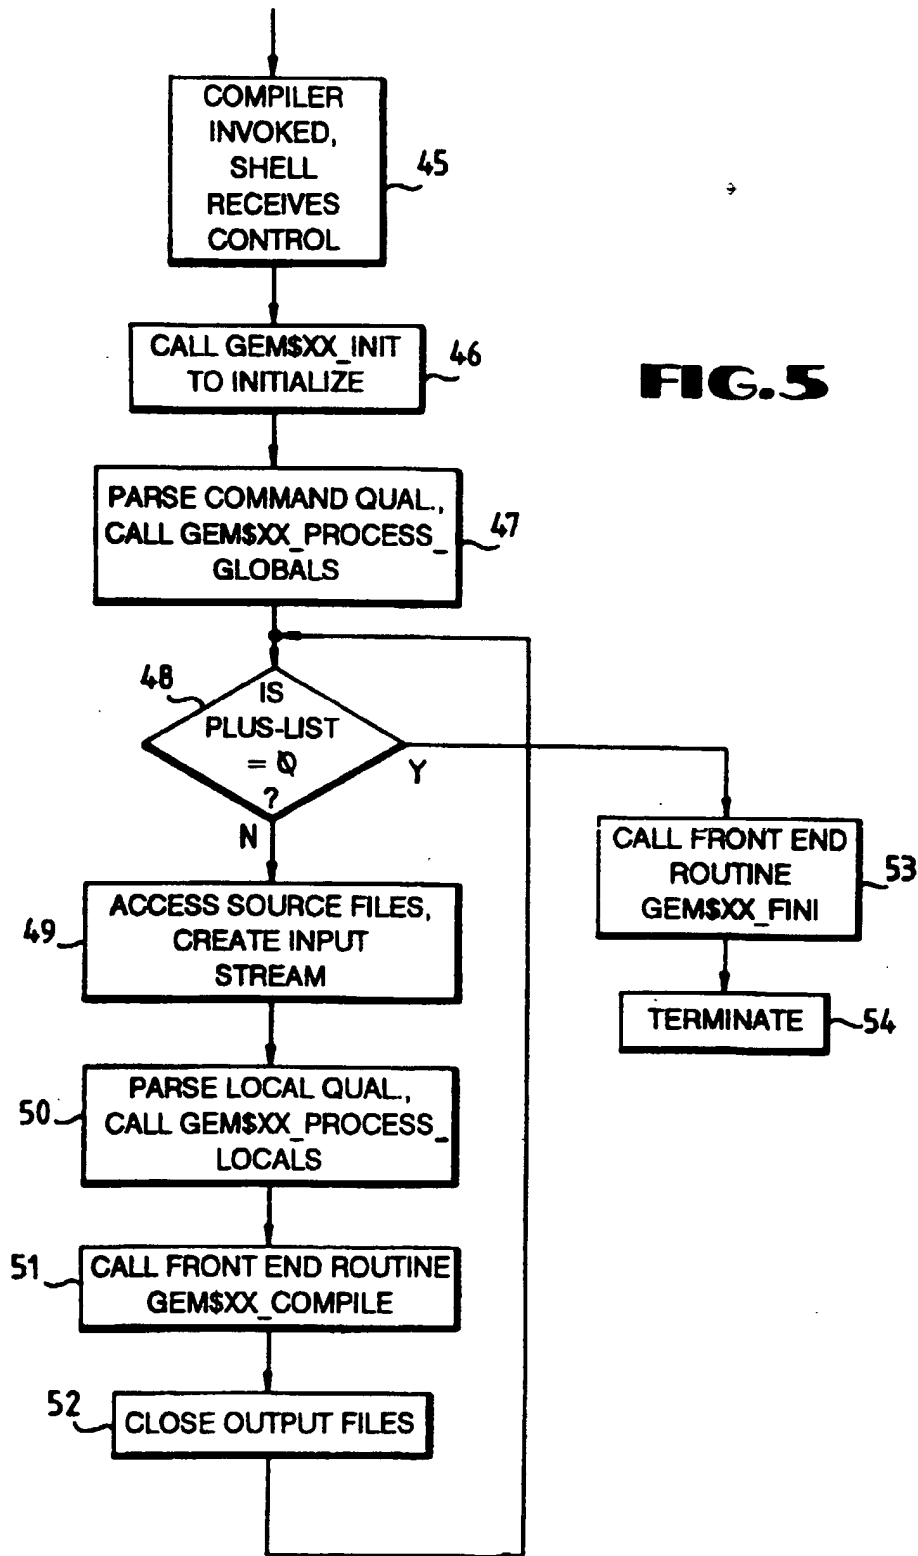 COMPILER
INVOKED,
SHELL
RECEIVES
CONTROL
45
CALL GEM$XX_INIT
TO INITIALIZE
46
FIG.5
PARSE COMMAND QUAL.,
CALL GEM$XX_PROCESS_
GLOBALS
47
48
IS
PLUS-LIST
= 0
?
Y
N
CALL FRONT END
ROUTINE
GEM$XX_FINI
53
49
ACCESS SOURCE FILES,
CREATE INPUT
STREAM
TERMINATE
54
50
PARSE LOCAL QUAL.,
CALL GEM$XX_PROCESS_
LOCALS
51
CALL FRONT END ROUTINE
GEM$XX_COMPILE
52
CLOSE OUTPUT FILES